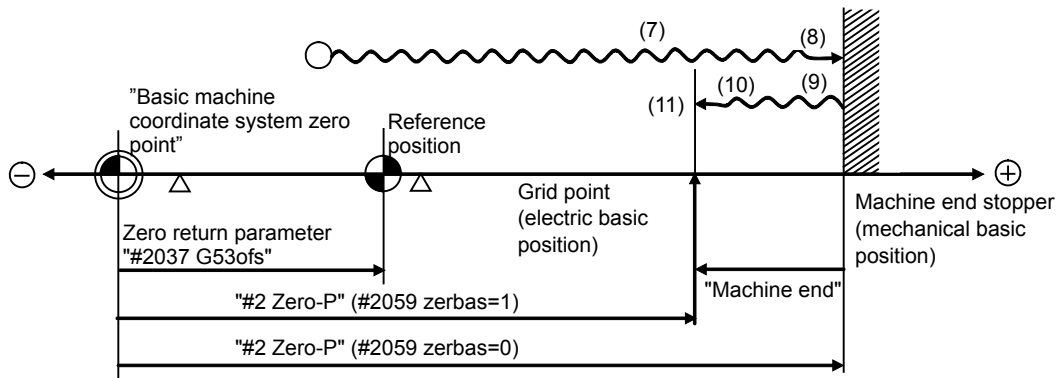 (7)
(8)
(10)
(9)
(11)
"Basic machine
coordinate system zero
point"
Reference
position
Grid point
(electric basic
position)
Machine end stopper
(mechanical basic
position)
Zero return parameter
"#2037 G53ofs"
"Machine end"
"#2 Zero-P" (#2059 zerbas=1)
"#2 Zero-P" (#2059 zerbas=0)